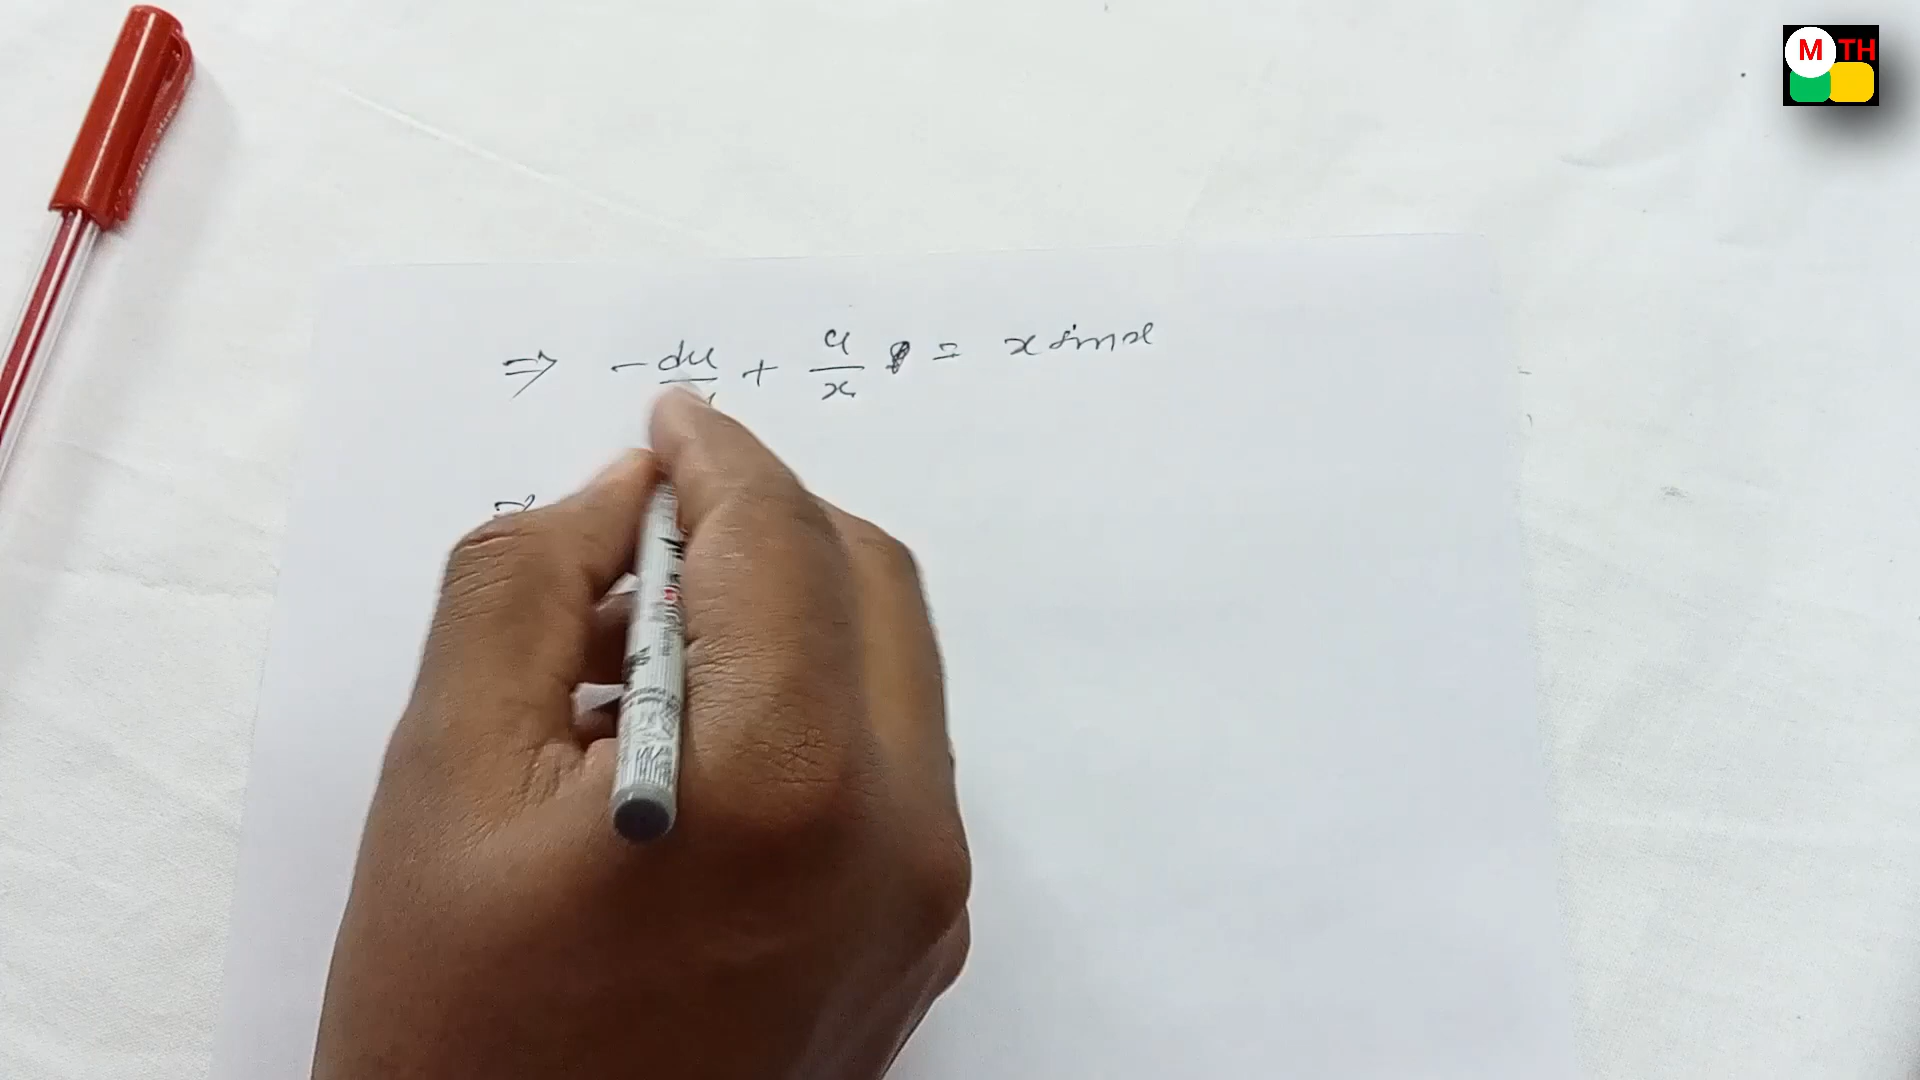 M TH
⇒ -du/dx + u/x = x sinx
⇒